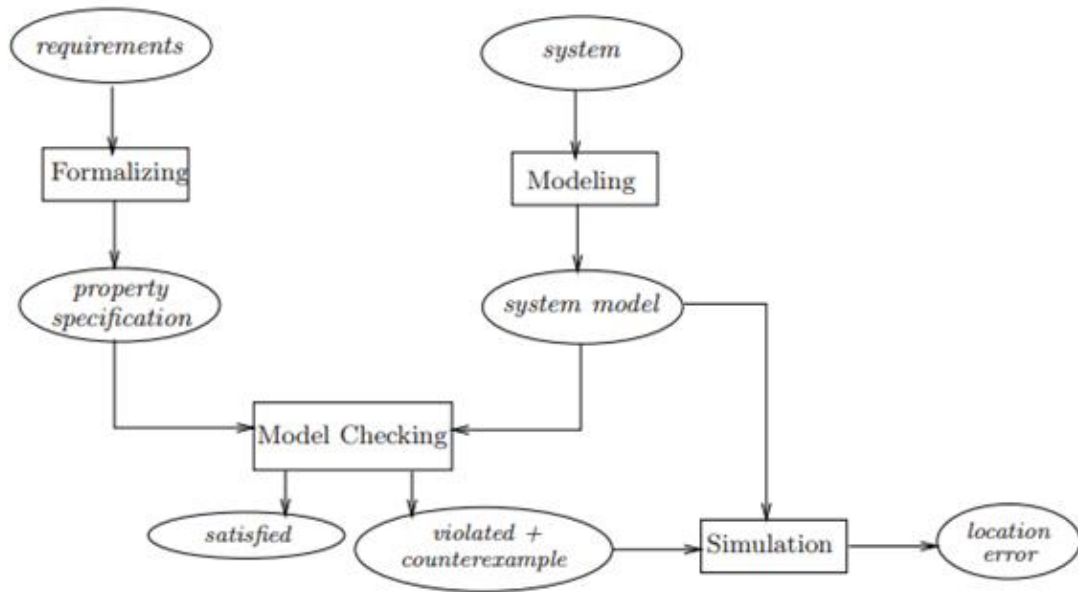 requirements
system
Formalizing
Modeling
property
specification
system model
Model Checking
satisfied
violated +
counterexample
Simulation
location
error